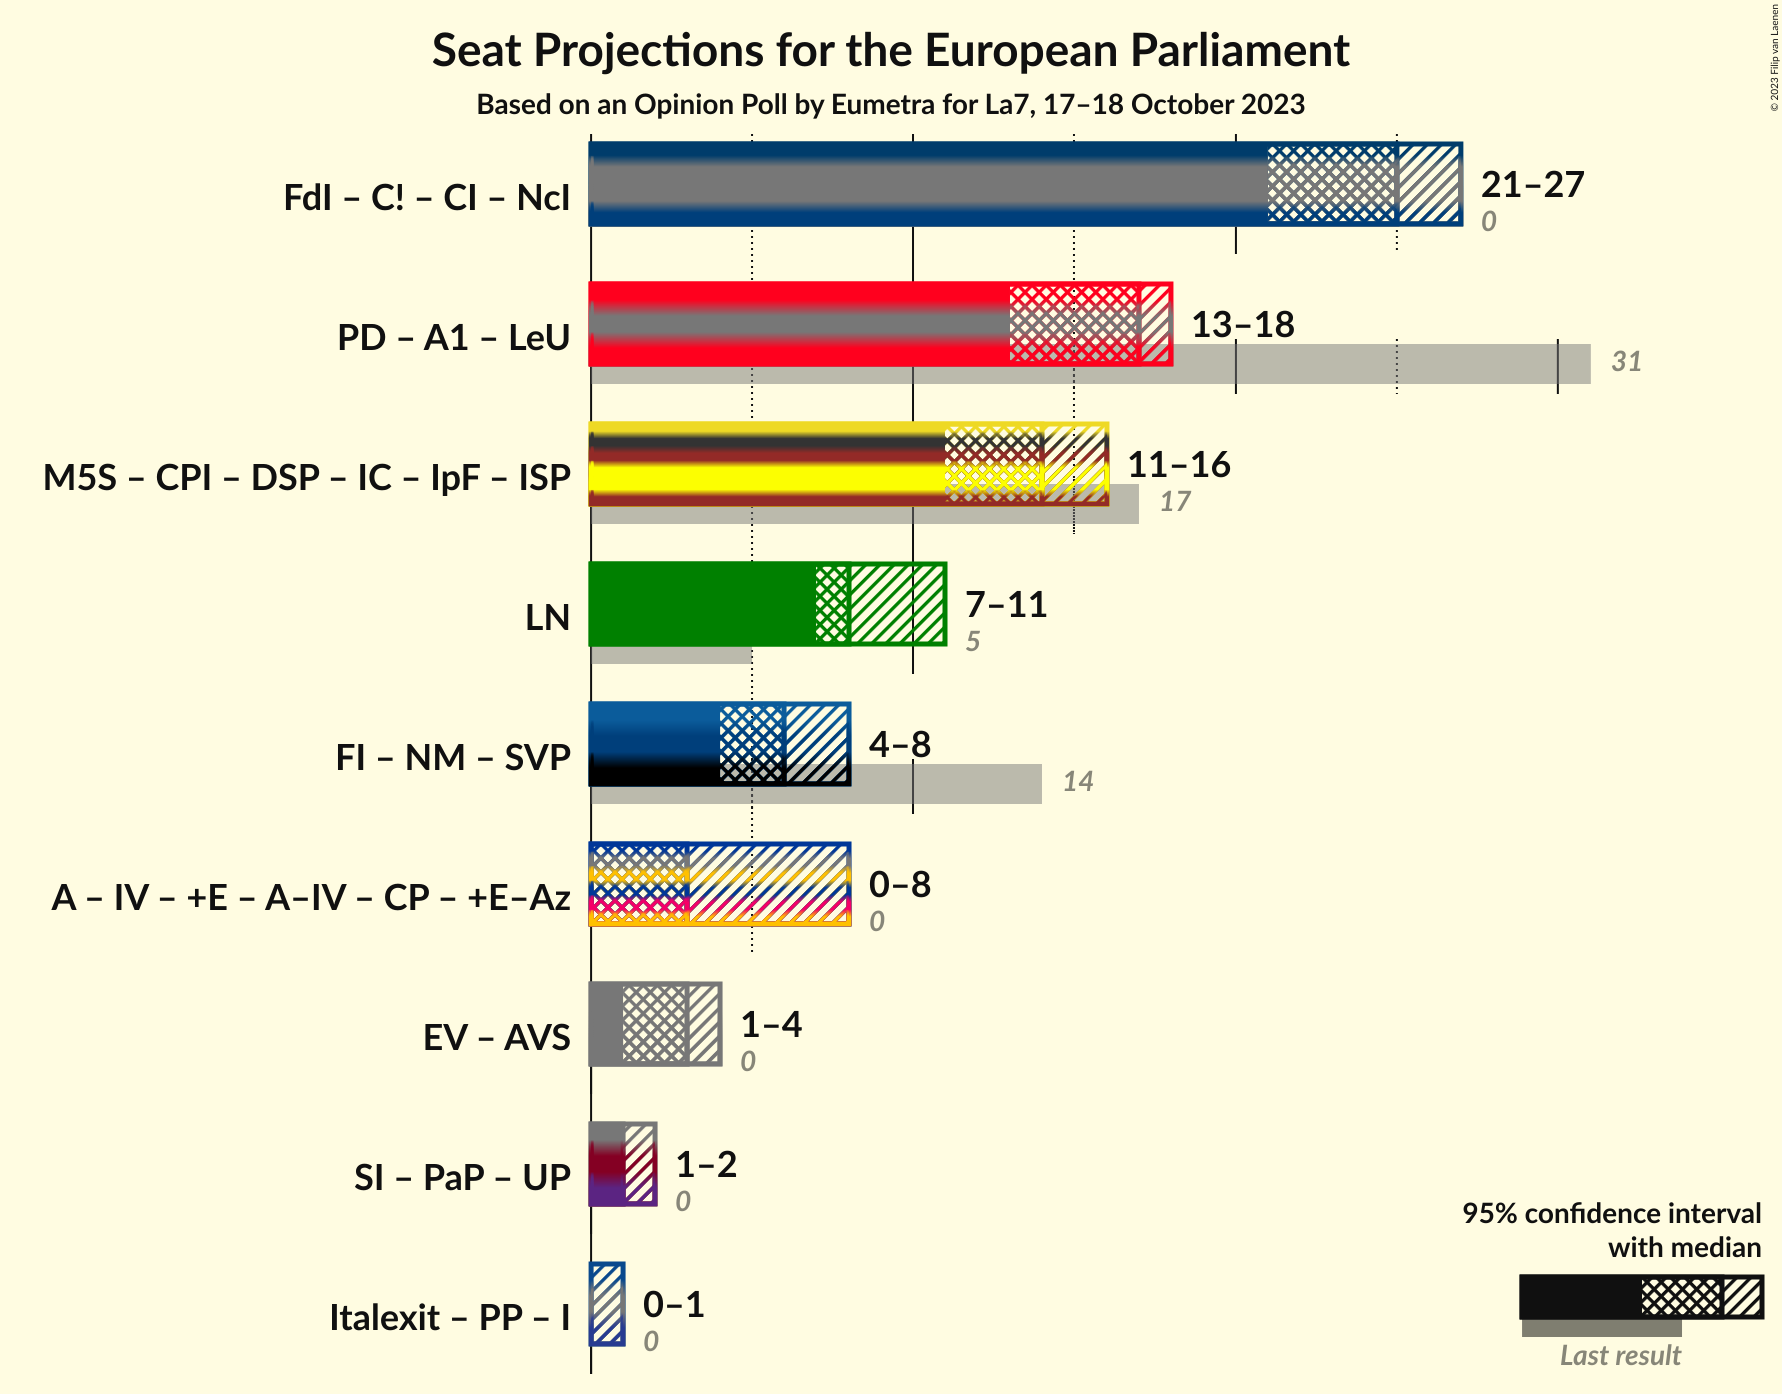 Seat Projections for the European Parliament
Based on an Opinion Poll by Eumetra for La7, 17–18 October 2023
© 2023 Filip van Laenen
FdI – C! – CI – NcI
21–27
0
PD – A1 – LeU
13–18
31
M5S – CPI – DSP – IC – IpF – ISP
11–16
17
LN
7–11
5
FI – NM – SVP
4–8
14
A – IV – +E – A–IV – CP – +E–Az
0–8
0
EV – AVS
1–4
0
SI – PaP – UP
1–2
0
Italexit – PP – I
0–1
0
95% confidence interval
with median
Last result